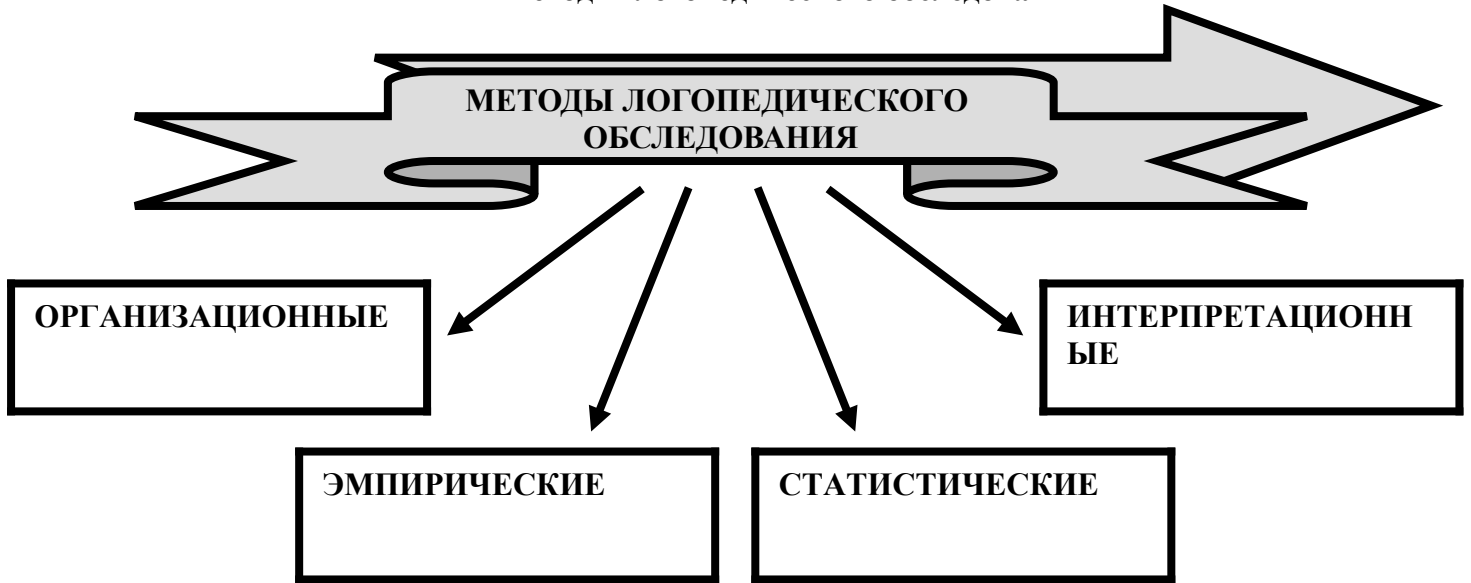 МЕТОДЫ ЛОГОПЕДИЧЕСКОГО
ОБСЛЕДОВАНИЯ
ОРГАНИЗАЦИОННЫЕ
ИНТЕРПРЕТАЦИОНН
ЫЕ
ЭМПИРИЧЕСКИЕ
СТАТИСТИЧЕСКИЕ